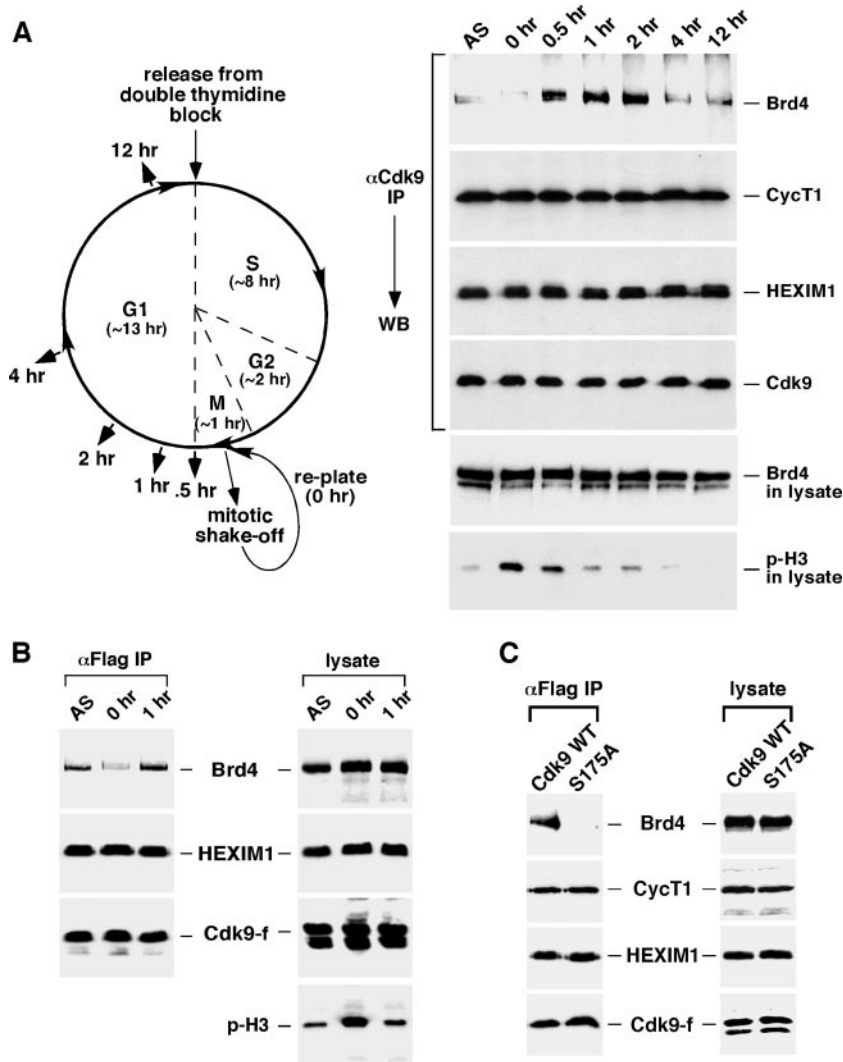 A
release from
double thymidine
block
12 hr
S
(~8 hr)
G1
(~13 hr)
G2
(~2 hr)
M
(~1 hr)
4 hr
2 hr
1 hr
.5 hr
re-plate
(0 hr)
mitotic
shake-off
AS 0 hr 0.5 hr 1 hr 2 hr 4 hr 12 hr
αCdk9
IP
WB
Brd4
CycT1
HEXIM1
Cdk9
Brd4
in lysate
p-H3
in lysate
B
αFlag IP lysate
AS 0 hr 1 hr AS 0 hr 1 hr
Brd4
HEXIM1
Cdk9-f
p-H3
C
αFlag IP lysate
Cdk9 WT S175A Cdk9 WT S175A
Brd4
CycT1
HEXIM1
Cdk9-f